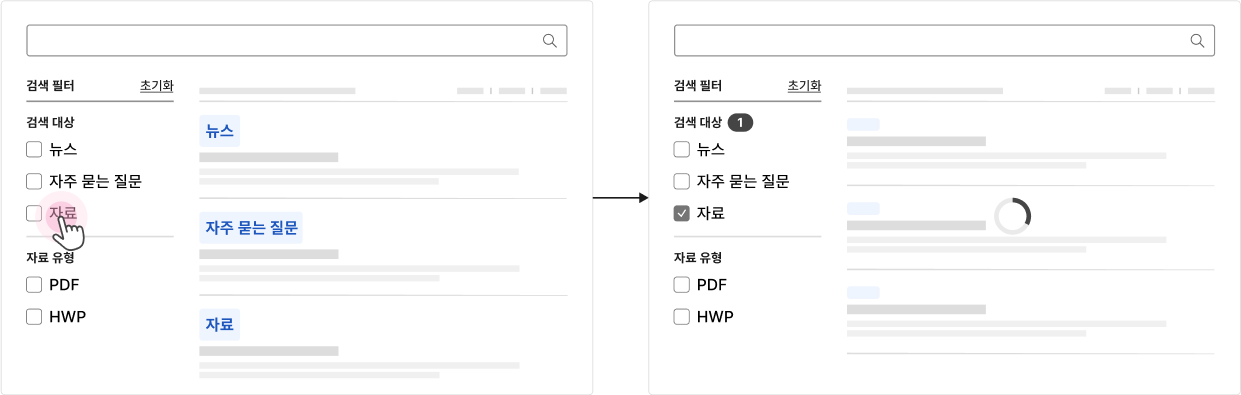 검색 필터 초기화
검색 대상
뉴스
자주 묻는 질문
자료
자료 유형
PDF
HWP
뉴스
자주 묻는 질문
자료
검색 필터 초기화
검색 대상 1
뉴스
자주 묻는 질문
자료
자료 유형
PDF
HWP